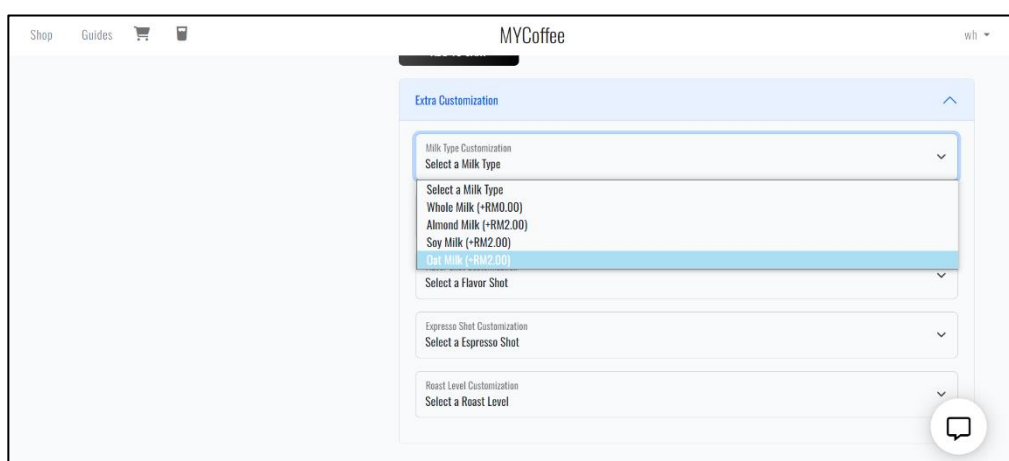 Shop Guides MYCoffee wh
Extra Customization
Milk Type Customization
Select a Milk Type
Select a Milk Type
Whole Milk (+RM0.00)
Almond Milk (+RM2.00)
Soy Milk (+RM2.00)
Oat Milk (+RM2.00)
Select a Flavor Shot
Expresso Shot Customization
Select a Espresso Shot
Roast Level Customization
Select a Roast Level